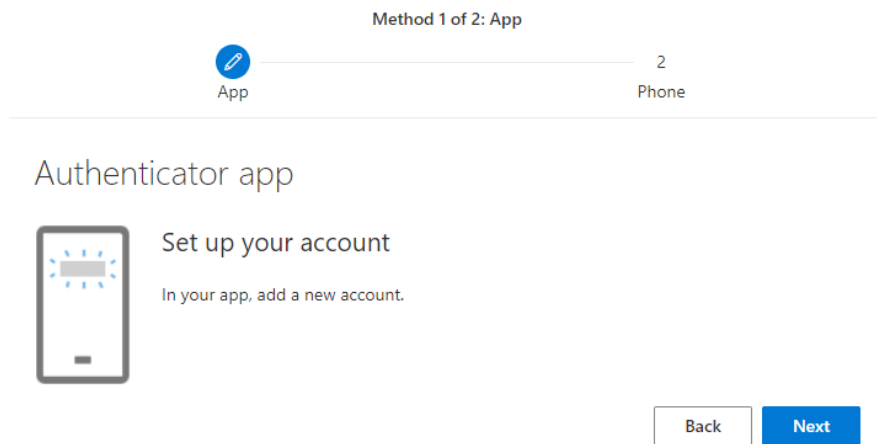 Method 1 of 2: App
2
App
Phone
Authenticator app
Set up your account
In your app, add a new account.
Back
Next